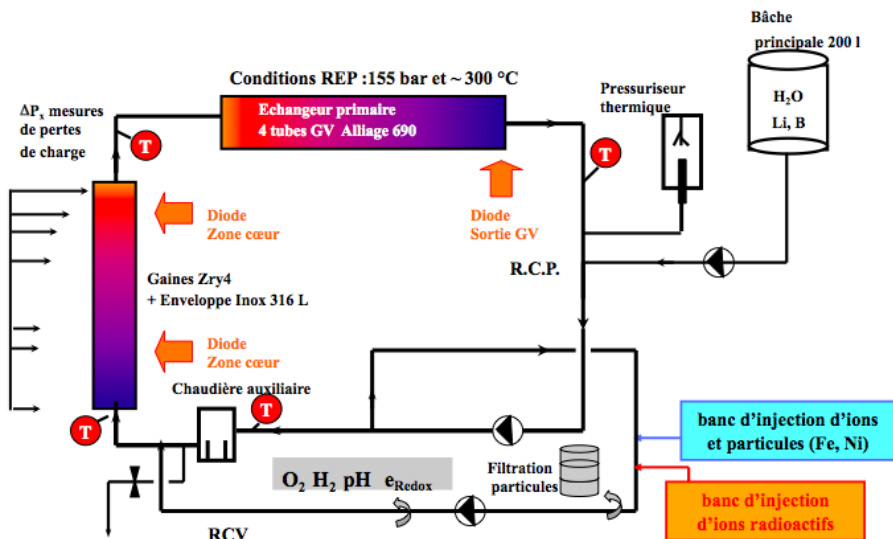 Bâche
principale 200 l
Conditions REP :155 bar et ~ 300 °C
Pressuriseur
thermique
H₂O
Li, B
ΔPₓ mesures
de pertes
de charge
T
Echangeur primaire
4 tubes GV Alliage 690
T
Diode
Zone cœur
Diode
Sortie GV
R.C.P.
Gaines Zry4
+ Enveloppe Inox 316 L
Diode
Zone cœur
Chaudière auxiliaire
T
T
banc d’injection d’ions
et particules (Fe, Ni)
O₂ H₂ pH e_Redox
Filtration
particules
banc d’injection
d’ions radioactifs
RCV